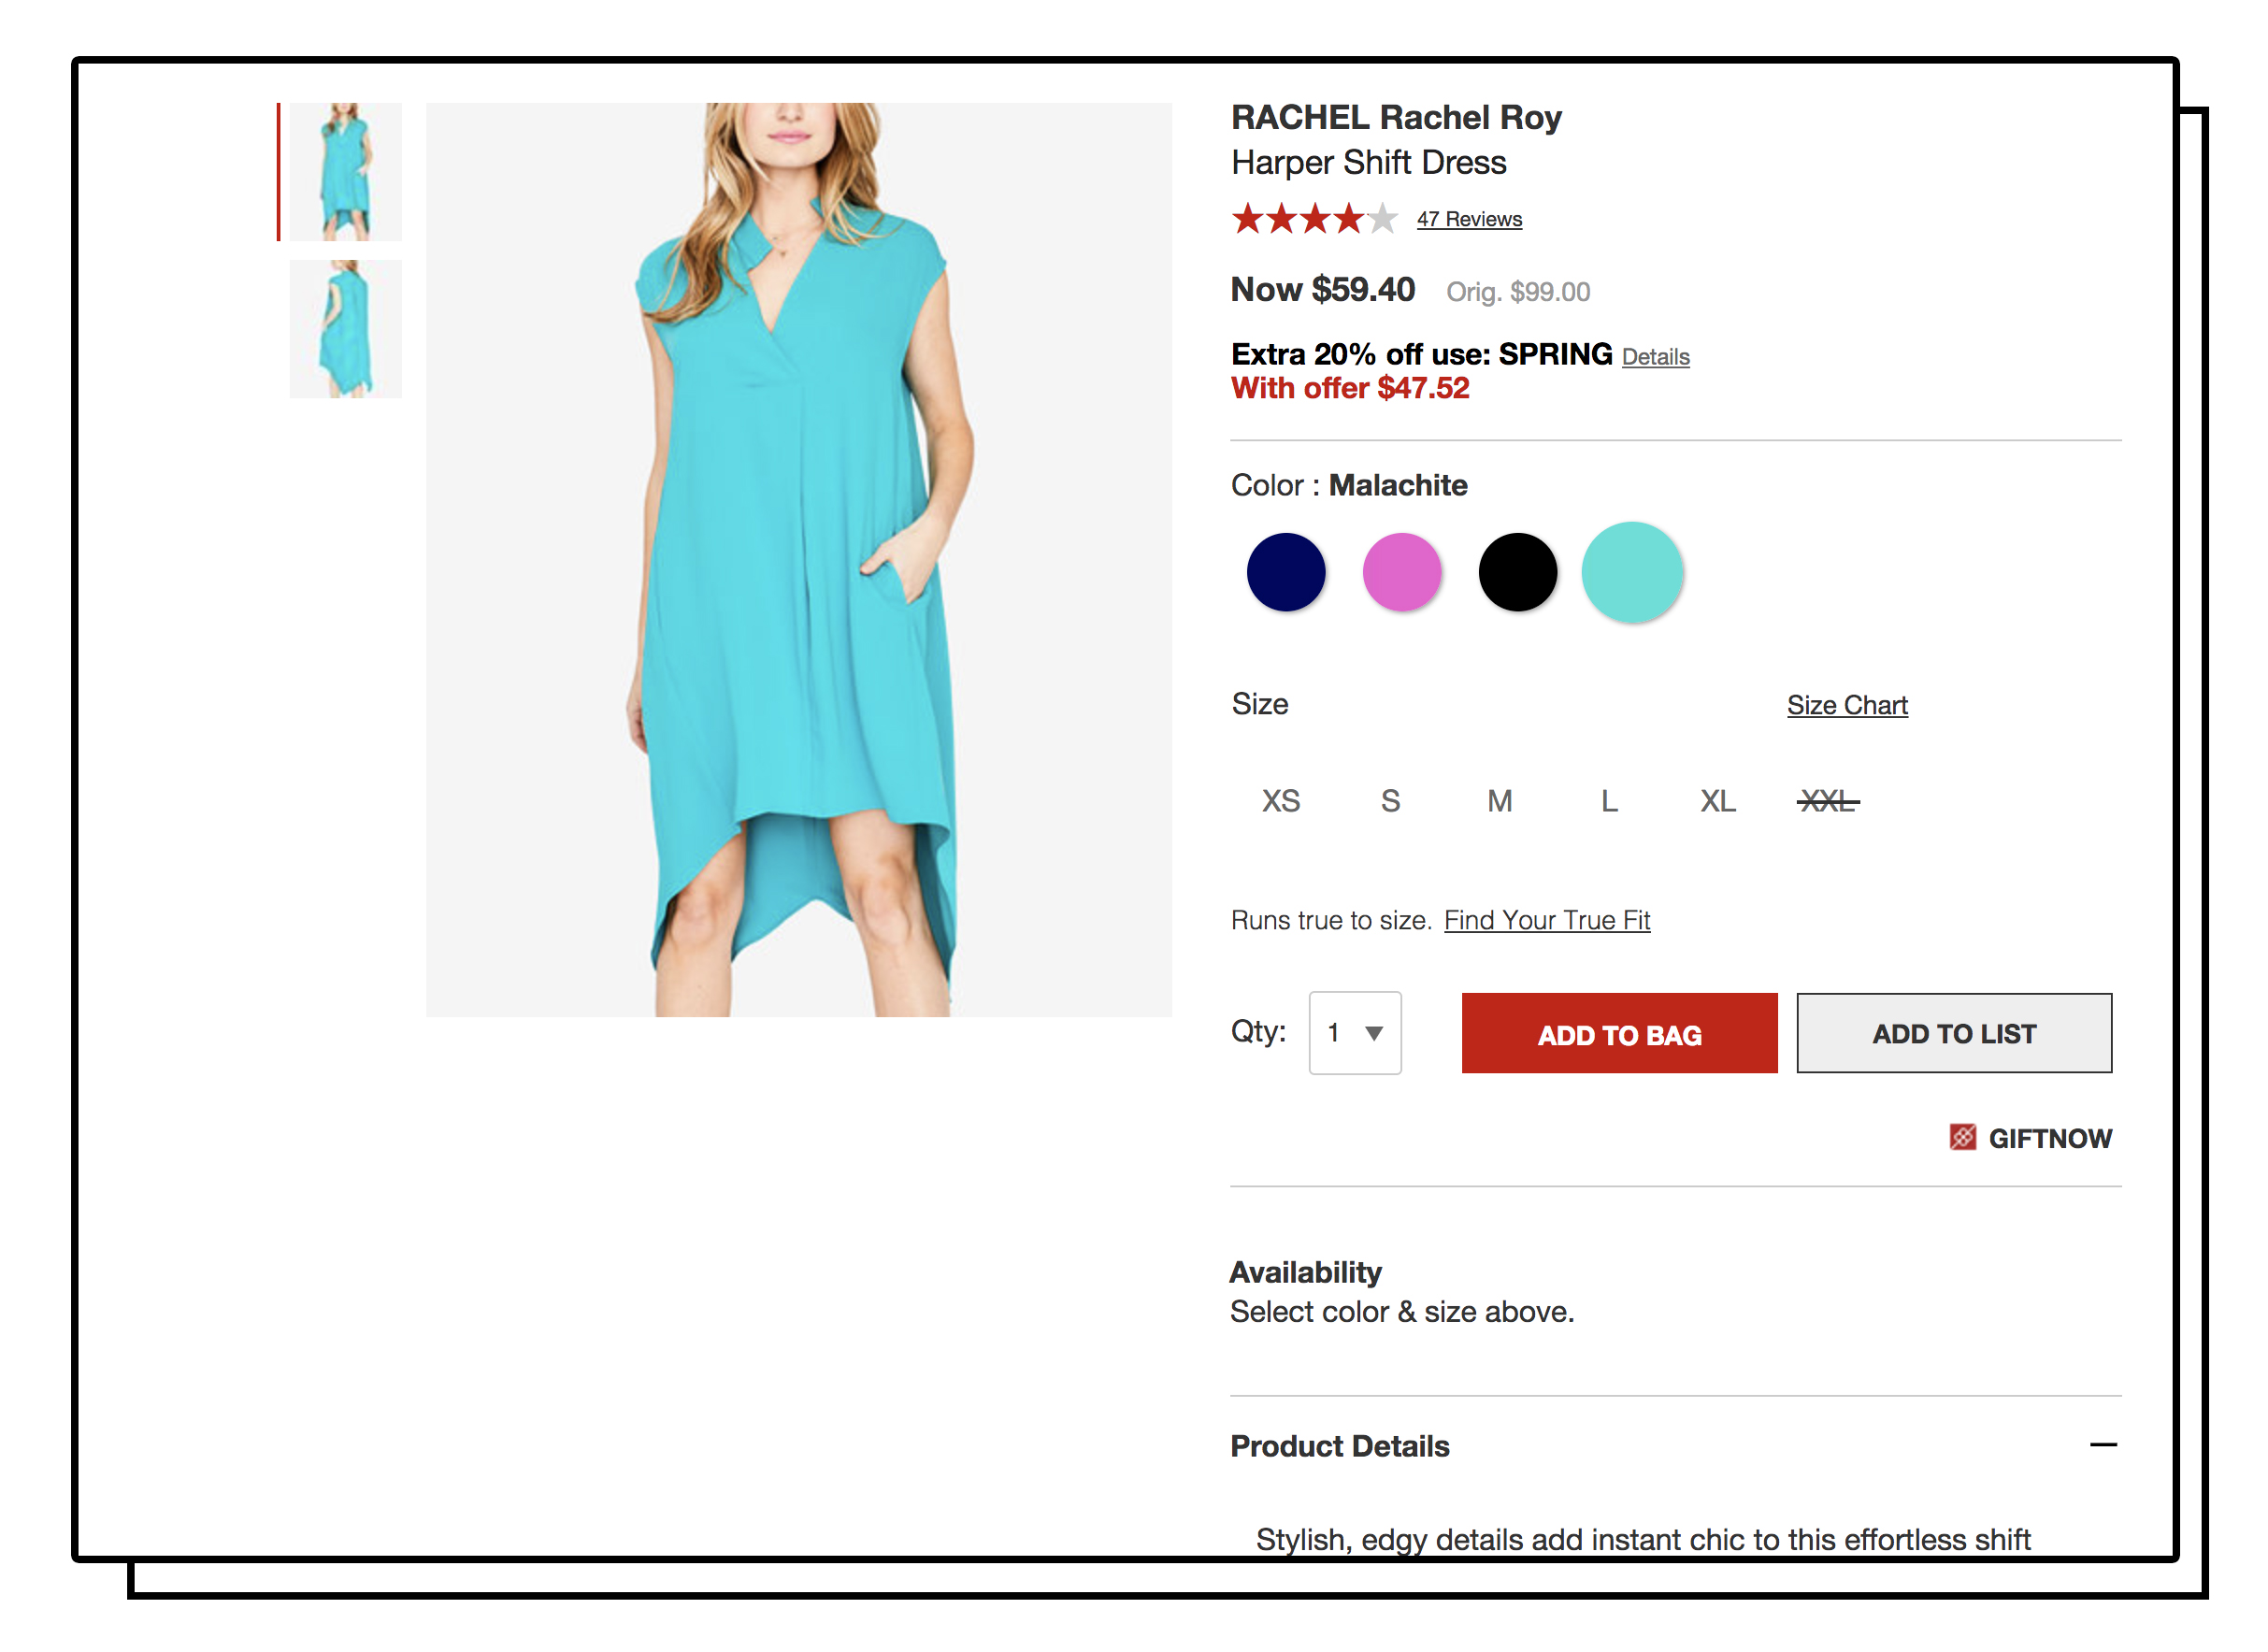 RACHEL Rachel Roy
Harper Shift Dress
47 Reviews
Now $59.40 Orig. $99.00
Extra 20% off use: SPRING Details
With offer $47.52
Color : Malachite
Size Size Chart
XS S M L XL XXL
Runs true to size. Find Your True Fit
Qty: 1 ADD TO BAG ADD TO LIST
GIFTNOW
Availability
Select color & size above.
Product Details
Stylish, edgy details add instant chic to this effortless shift